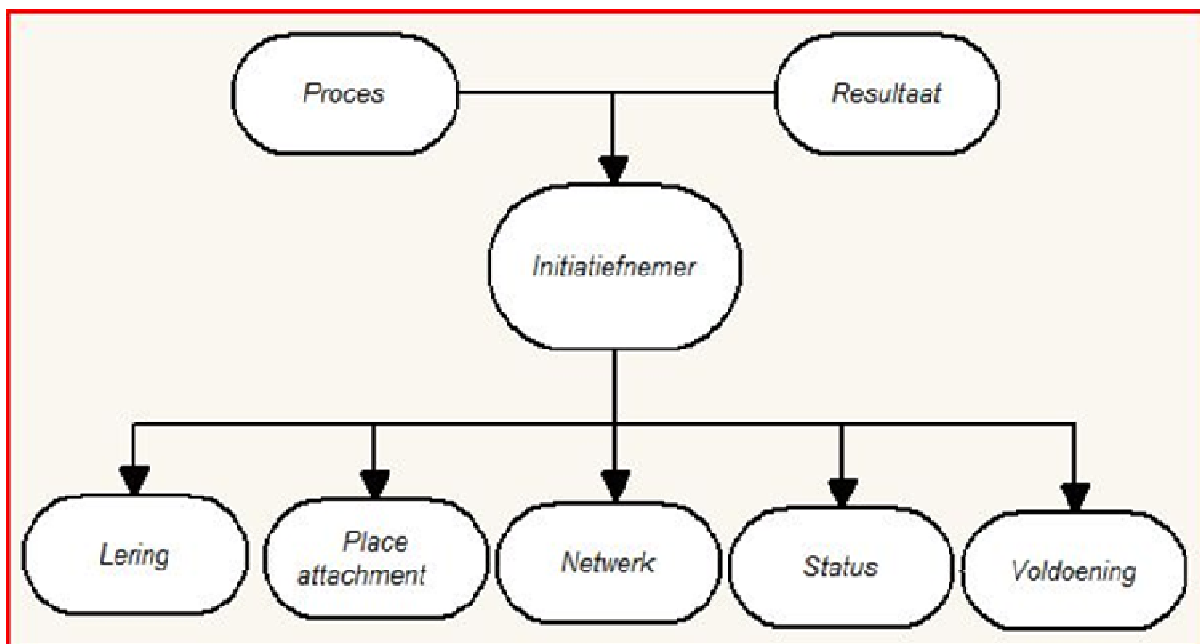 Proces
Resultaat
Initiatiefnemer
Lering
Place
attachment
Netwerk
Status
Voldoening